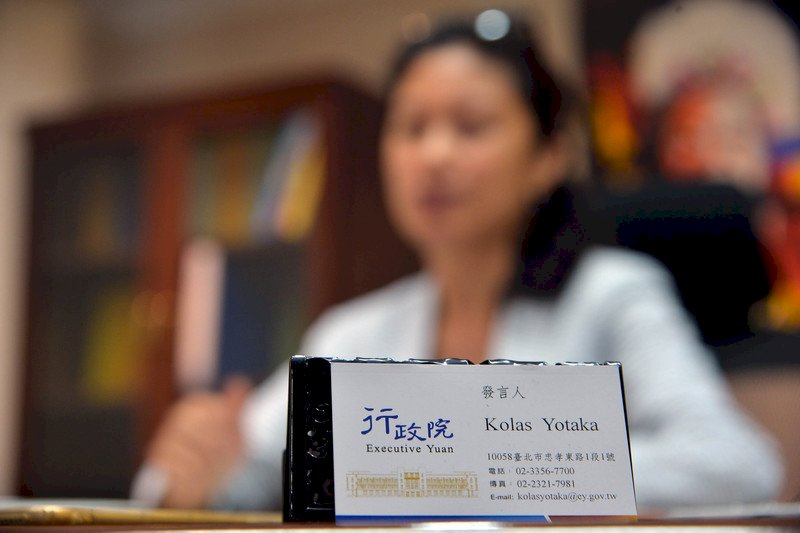 發言人
行政院
Executive Yuan
Kolas Yotaka
10058臺北市忠孝東路1段1號
電話：02-3356-7700
傳真：02-2321-7981
E-mail: kolasyotaka@ey.gov.tw